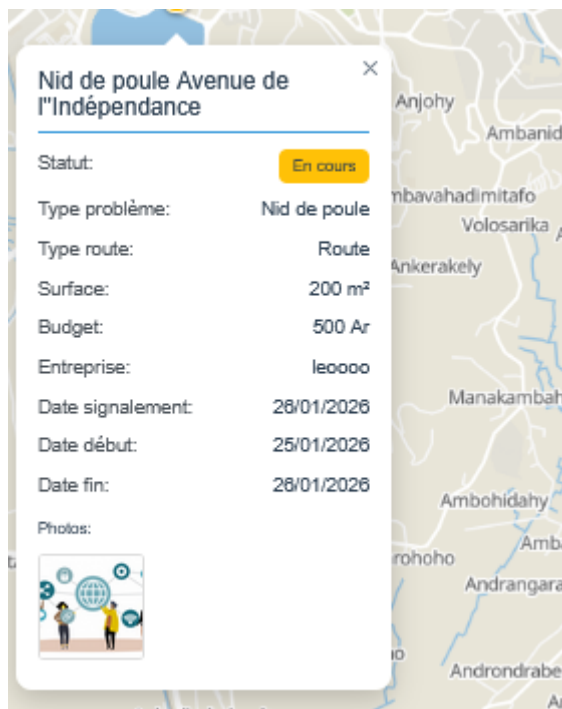 Nid de poule Avenue de
l"Indépendance
×
Statut: En cours
Type problème: Nid de poule
Type route: Route
Surface: 200 m²
Budget: 500 Ar
Entreprise: leoooo
Date signalement: 26/01/2026
Date début: 25/01/2026
Date fin: 26/01/2026
Photos:
Anjohy
Ambanid
mbavahadimitafo
Volosarika
Ankerakely
Manakambah
Ambohidahy
Amb
rohoho
Andrangara
Androndrabe